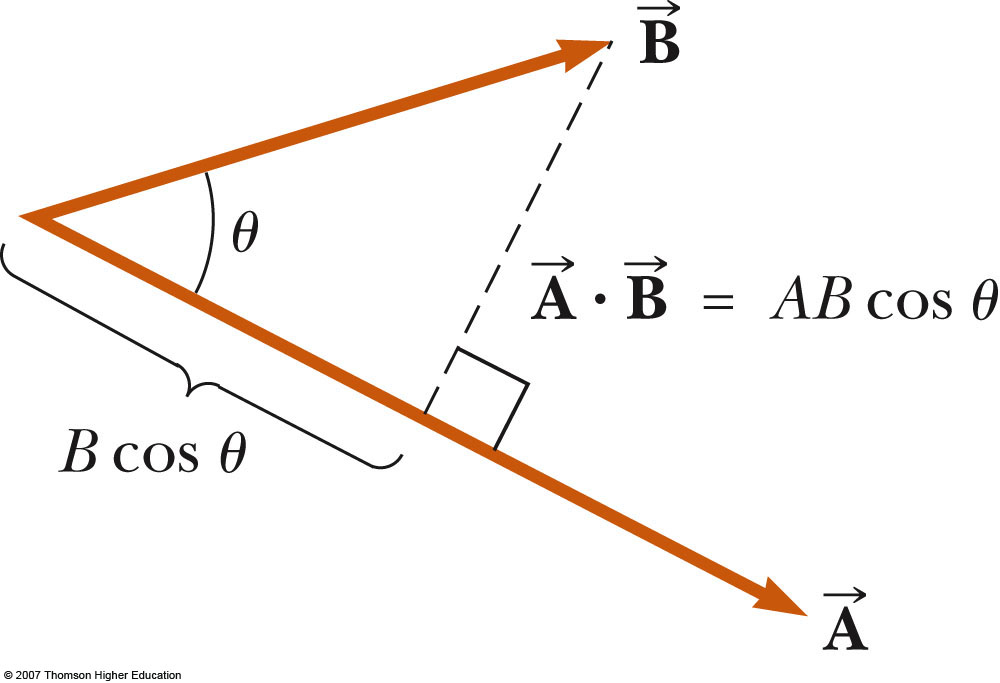 B⃗
θ
A⃗ · B⃗ = AB cos θ
B cos θ
A⃗
© 2007 Thomson Higher Education